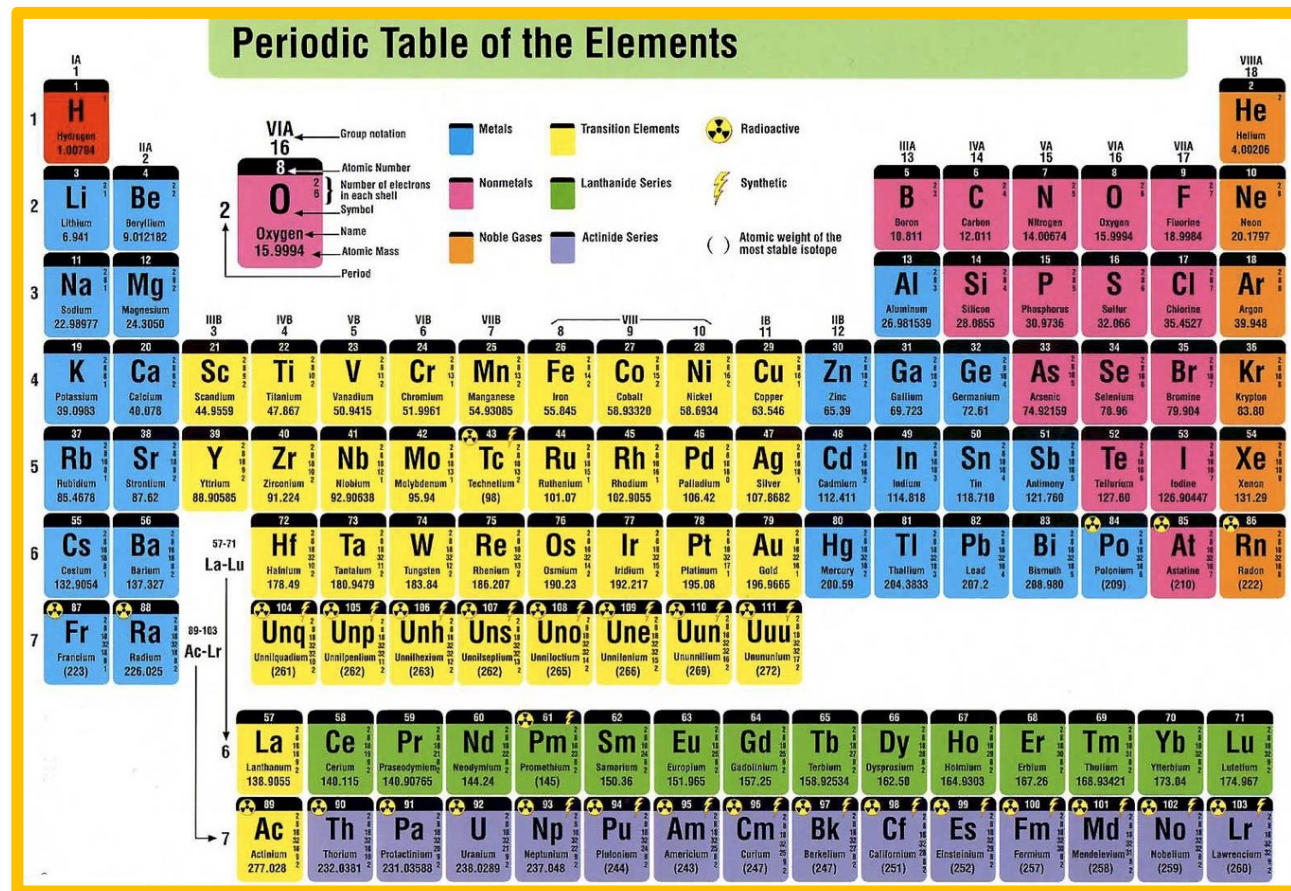 Periodic Table of the Elements
IA VIIIA
1 18
1 2
1 H He
Hydrogen Helium
1.00794 4.00206
VIA Group notation
16
8 Atomic Number
2 6 Number of electrons in each shell
O Symbol
Oxygen Name
15.9994 Atomic Mass
2 Period
Metals Transition Elements Radioactive
Nonmetals Lanthanide Series Synthetic
Noble Gases Actinide Series ( ) Atomic weight of the
most stable isotope
IIA IIIA IVA VA VIA VIIA
2 13 14 15 16 17
3 4 5 6 7 8 9 10
2 Li Be B C N O F Ne
Lithium Beryllium Boron Carbon Nitrogen Oxygen Fluorine Neon
6.941 9.012182 10.811 12.011 14.00674 15.9994 18.9984 20.1797
11 12 13 14 15 16 17 18
3 Na Mg Al Si P S Cl Ar
Sodium Magnesium Aluminum Silicon Phosphorus Sulfur Chlorine Argon
22.98977 24.3050 26.981539 28.0855 30.9736 32.066 35.4527 39.948
IIIB IVB VB VIB VIIB VIII IB IIB
3 4 5 6 7 8 9 10 11 12
19 20 21 22 23 24 25 26 27 28 29 30 31 32 33 34 35 36
4 K Ca Sc Ti V Cr Mn Fe Co Ni Cu Zn Ga Ge As Se Br Kr
Potassium Calcium Scandium Titanium Vanadium Chromium Manganese Iron Cobalt Nickel Copper Zinc Gallium Germanium Arsenic Selenium Bromine Krypton
39.0983 40.078 44.9559 47.867 50.9415 51.9961 54.93085 55.845 58.93320 58.6934 63.546 65.39 69.723 72.61 74.92159 78.96 79.904 83.80
37 38 39 40 41 42 43 44 45 46 47 48 49 50 51 52 53 54
5 Rb Sr Y Zr Nb Mo Tc Ru Rh Pd Ag Cd In Sn Sb Te I Xe
Rubidium Strontium Yttrium Zirconium Niobium Molybdenum Technetium Ruthenium Rhodium Palladium Silver Cadmium Indium Tin Antimony Tellurium Iodine Xenon
85.4678 87.62 88.90585 91.224 92.90638 95.94 (98) 101.07 102.9055 106.42 107.8682 112.411 114.818 118.718 121.760 127.60 126.90447 131.29
55 56 72 73 74 75 76 77 78 79 80 81 82 83 84 85 86
6 Cs Ba 57-71 La-Lu Hf Ta W Re Os Ir Pt Au Hg Tl Pb Bi Po At Rn
Cesium Barium Hafnium Tantalum Tungsten Rhenium Osmium Iridium Platinum Gold Mercury Thallium Lead Bismuth Polonium Astatine Radon
132.9054 137.327 178.49 180.9479 183.84 186.207 190.23 192.217 195.08 196.9665 200.59 204.3833 207.2 208.980 (209) (210) (222)
87 88 104 105 106 107 108 109 110 111
7 Fr Ra 89-103 Ac-Lr Unq Unp Unh Uns Uno Une Uun Uuu
Francium Radium Unnilquadium Unnilpentium Unnilhexium Unnilseptium Unniloctium Unnilenium Ununnilium Unununium
(223) 226.025 (261) (262) (263) (262) (265) (266) (269) (272)
57 58 59 60 61 62 63 64 65 66 67 68 69 70 71
6 La Ce Pr Nd Pm Sm Eu Gd Tb Dy Ho Er Tm Yb Lu
Lanthanum Cerium Praseodymium Neodymium Promethium Samarium Europium Gadolinium Terbium Dysprosium Holmium Erbium Thulium Ytterbium Lutetium
138.9055 140.115 140.90765 144.24 (145) 150.36 151.965 157.25 158.92534 162.50 164.9303 167.26 168.93421 173.04 174.967
89 90 91 92 93 94 95 96 97 98 99 100 101 102 103
7 Ac Th Pa U Np Pu Am Cm Bk Cf Es Fm Md No Lr
Actinium Thorium Protactinium Uranium Neptunium Plutonium Americium Curium Berkelium Californium Einsteinium Fermium Mendelevium Nobelium Lawrencium
277.028 232.0381 231.03588 238.0289 237.048 (244) (243) (247) (247) (251) (252) (257) (258) (259) (260)